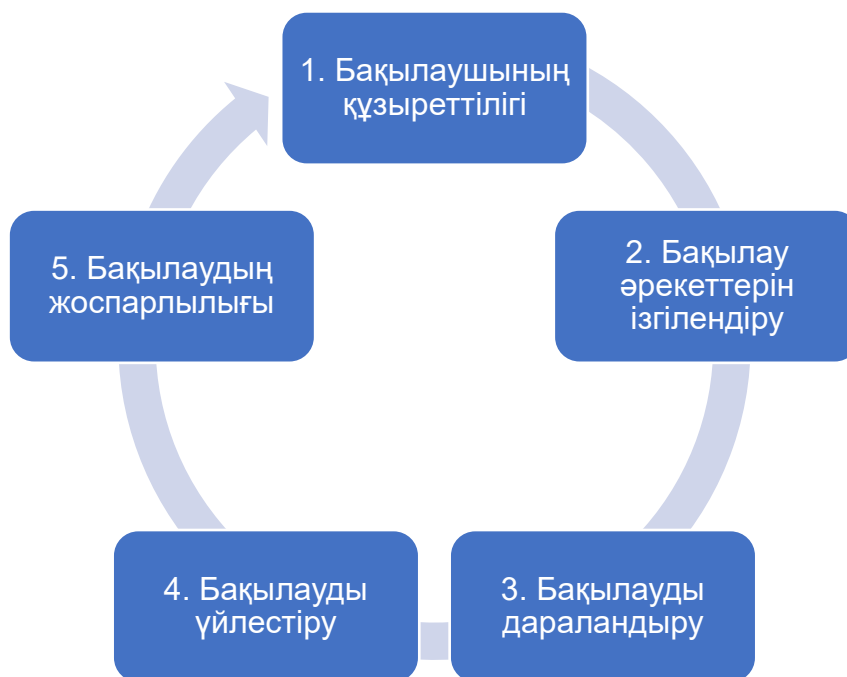 1. Бақылаушының
құзыреттілігі
2. Бақылау
әрекеттерін
ізгілендіру
3. Бақылауды
дараландыру
4. Бақылауды
үйлестіру
5. Бақылаудың
жоспарлылығы